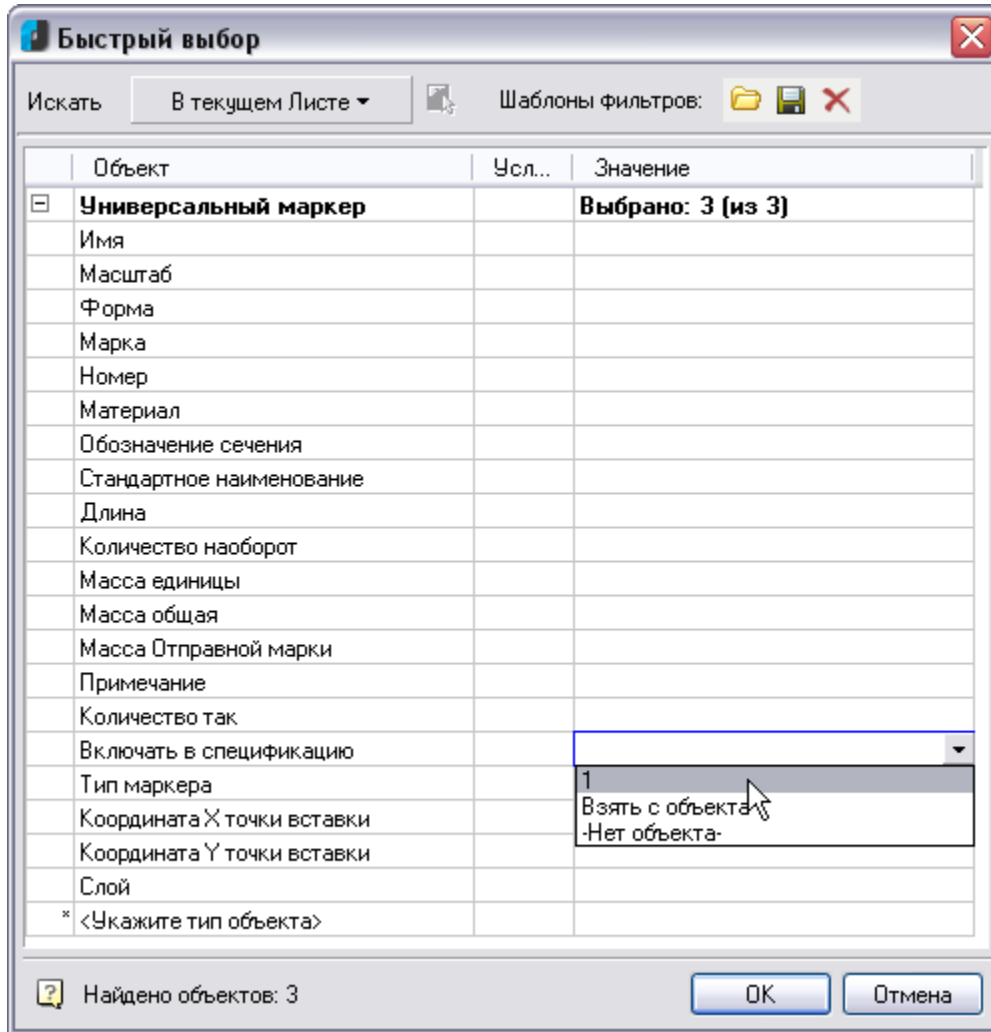 Быстрый выбор
Искать В текущем Листе Шаблоны фильтров:
Объект Усл... Значение
Универсальный маркер Выбрано: 3 (из 3)
Имя
Масштаб
Форма
Марка
Номер
Материал
Обозначение сечения
Стандартное наименование
Длина
Количество наоборот
Масса единицы
Масса общая
Масса Отправной марки
Примечание
Количество так
Включать в спецификацию
Тип маркера 1
Взять с объекта
Координата X точки вставки
-Нет объекта-
Координата Y точки вставки
Слой
* <Укажите тип объекта>
Найдено объектов: 3 OK Отмена